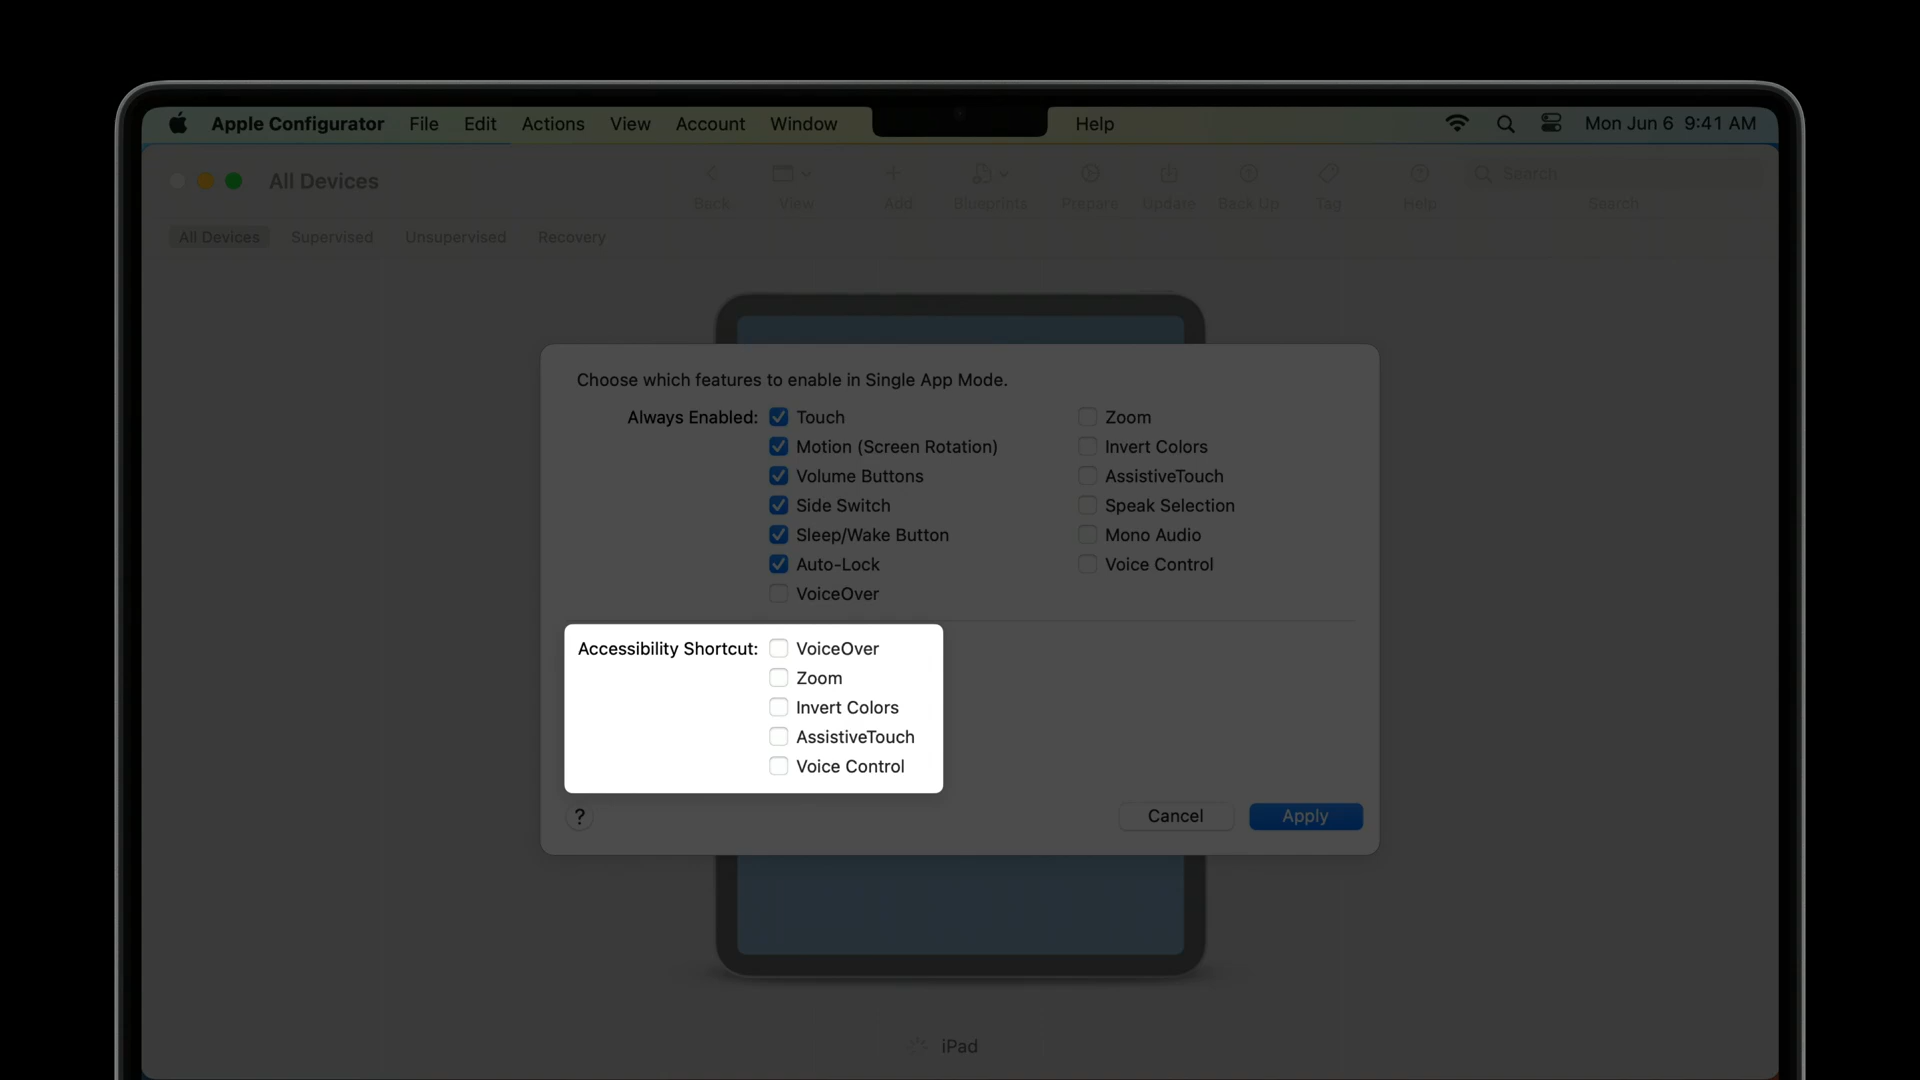 Apple Configurator File Edit Actions View Account Window Help Mon Jun 6 9:41 AM
All Devices
Back View Add Blueprints Prepare Update Back Up Tag Help Search
Search
All Devices Supervised Unsupervised Recovery
Choose which features to enable in Single App Mode.
Always Enabled: Touch Zoom
Motion (Screen Rotation) Invert Colors
Volume Buttons AssistiveTouch
Side Switch Speak Selection
Sleep/Wake Button Mono Audio
Auto-Lock Voice Control
VoiceOver
Accessibility Shortcut: VoiceOver
Zoom
Invert Colors
AssistiveTouch
Voice Control
? Cancel Apply
iPad